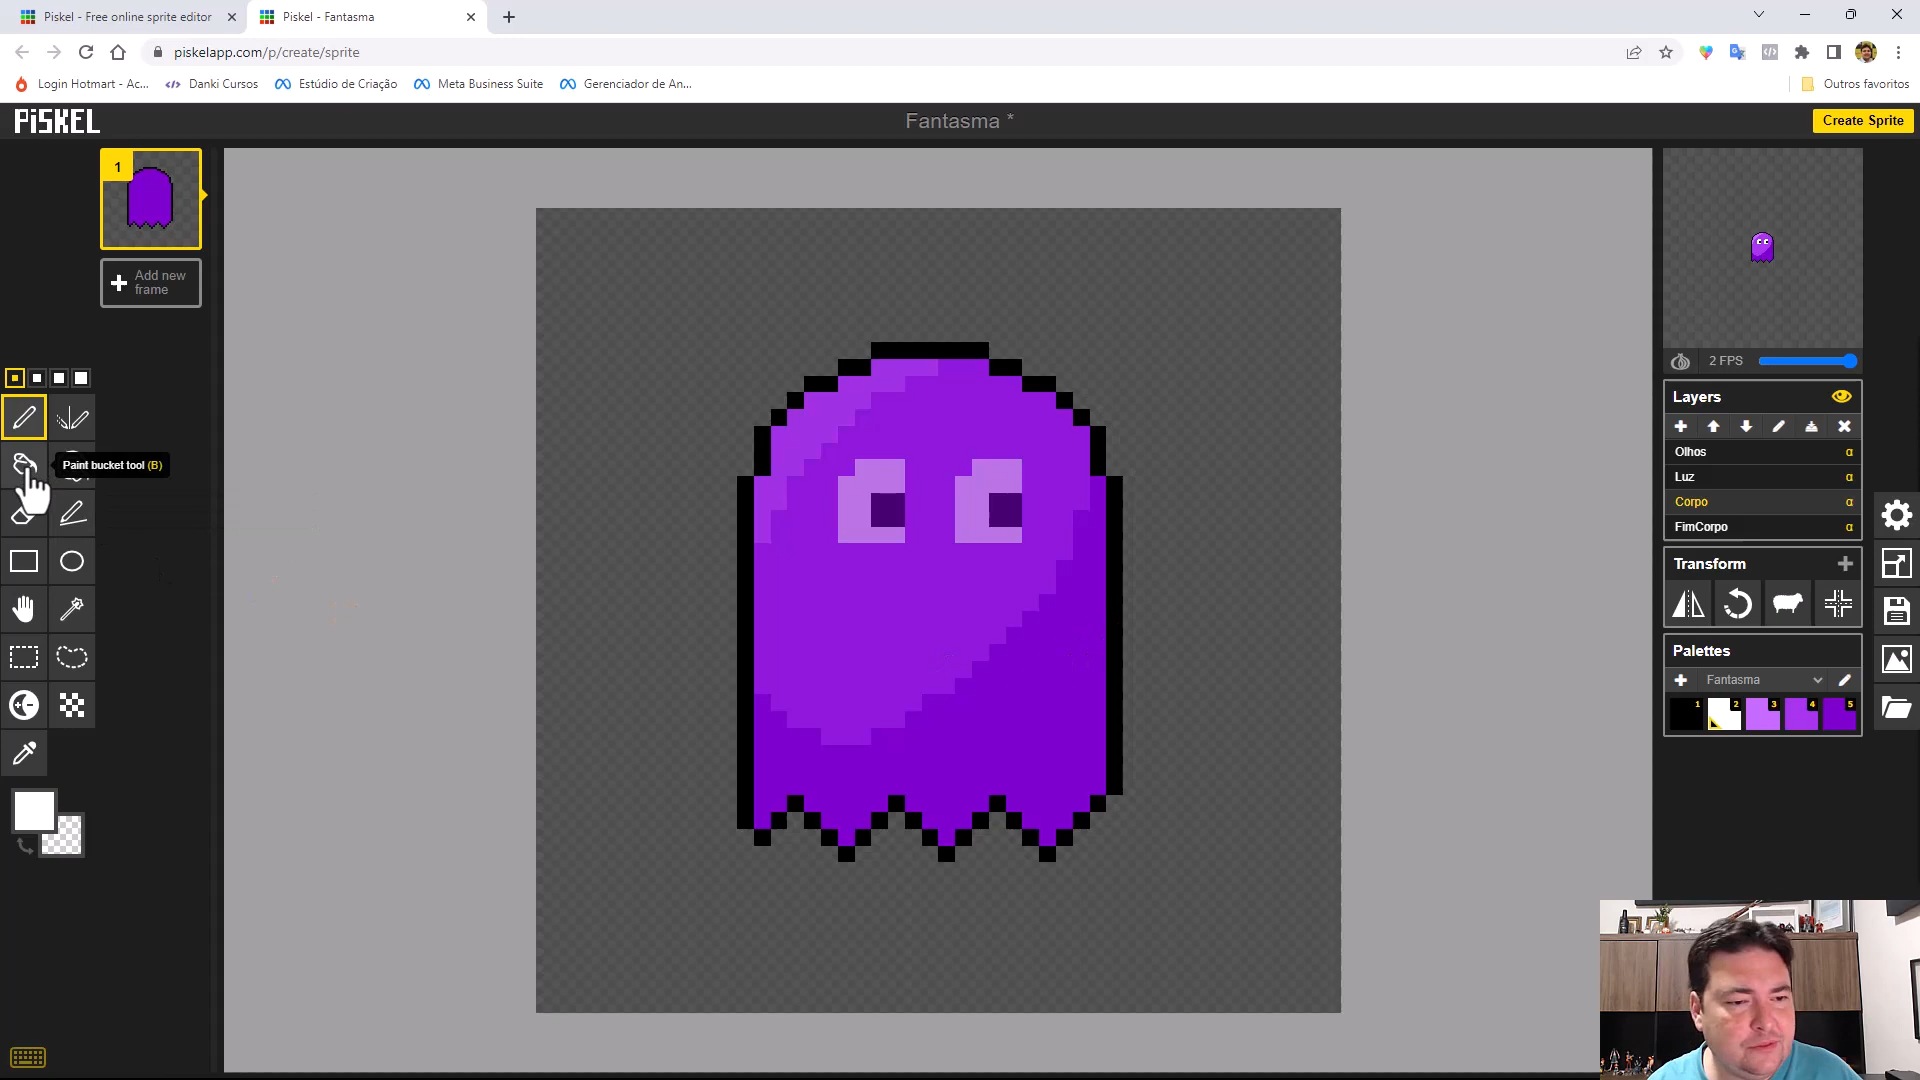 Piskel - Free online sprite editor
Piskel - Fantasma
piskelapp.com/p/create/sprite
Login Hotmart - Ac...
Danki Cursos
Estúdio de Criação
Meta Business Suite
Gerenciador de An...
Outros favoritos
PiSKEL
Fantasma *
Create Sprite
1
Add new
frame
2 FPS
Layers
Olhos α
Luz α
Corpo α
FimCorpo α
Paint bucket tool (B)
Transform
Palettes
Fantasma
1 2 3 4 5